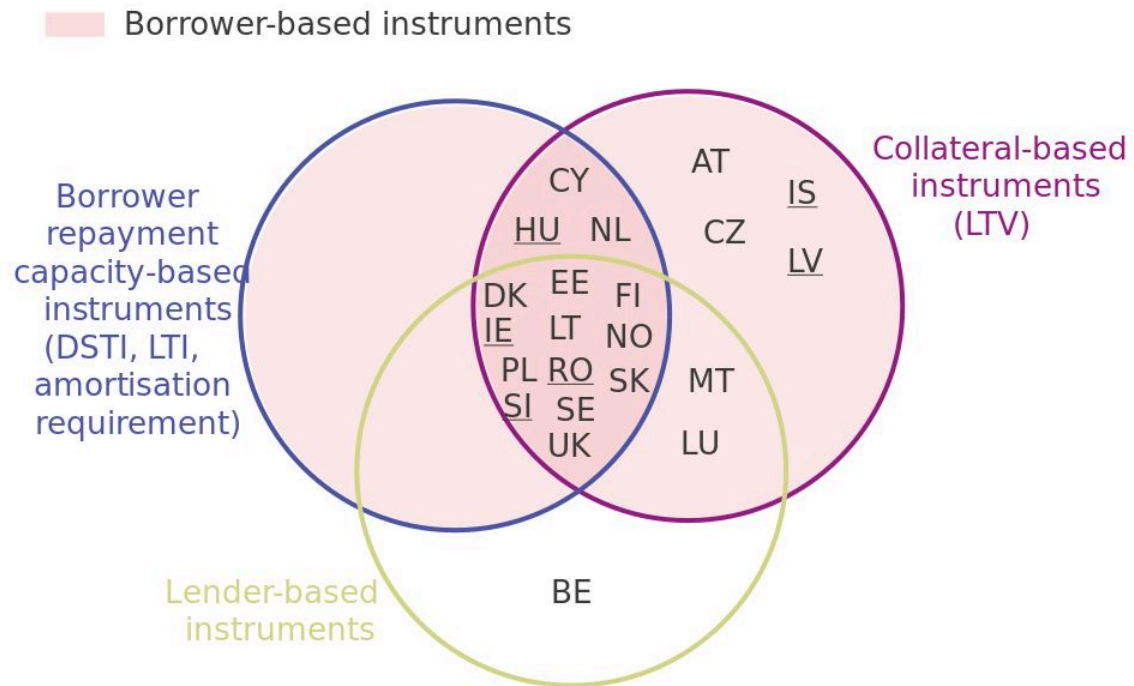 Borrower-based instruments
Borrower
repayment
capacity-based
instruments
(DSTI, LTI,
amortisation
requirement)
Collateral-based
instruments
(LTV)
CY
HU NL
EE
DK FI
IE LT NO
PL RO SK
SI SE
UK
AT
IS
CZ
LV
MT
LU
Lender-based
instruments
BE